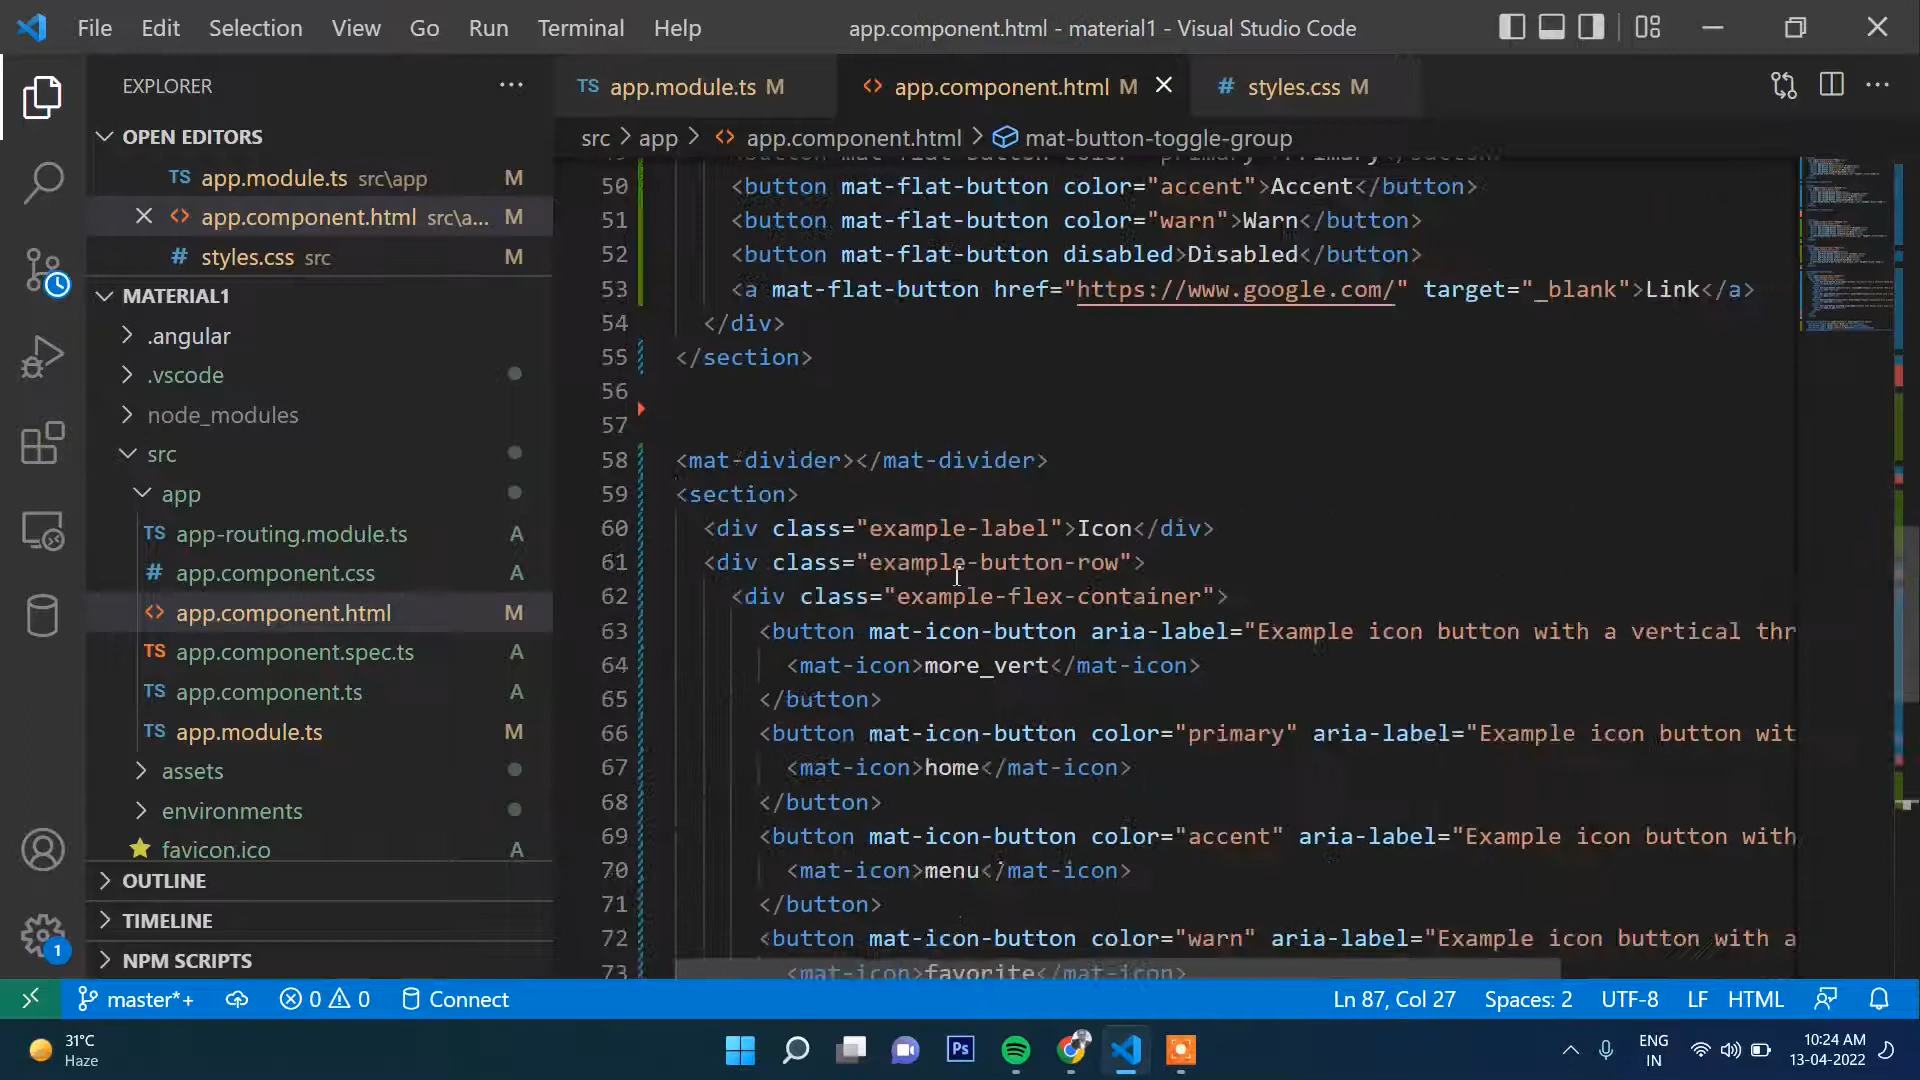 File Edit Selection View Go Run Terminal Help
app.component.html - material1 - Visual Studio Code
EXPLORER
OPEN EDITORS
TS app.module.ts src\app M
<> app.component.html src\a... M
# styles.css src M
MATERIAL1
.angular
.vscode
node_modules
src
app
TS app-routing.module.ts A
# app.component.css A
<> app.component.html M
TS app.component.spec.ts A
TS app.component.ts A
TS app.module.ts M
assets
environments
favicon.ico A
OUTLINE
TIMELINE
NPM SCRIPTS
1
TS app.module.ts M
<> app.component.html M
# styles.css M
src > app > <> app.component.html > mat-button-toggle-group
50 <button mat-flat-button color="accent">Accent</button>
51 <button mat-flat-button color="warn">Warn</button>
52 <button mat-flat-button disabled>Disabled</button>
53 <a mat-flat-button href="https://www.google.com/" target="_blank">Link</a>
54 </div>
55 </section>
56
57
58 <mat-divider></mat-divider>
59 <section>
60 <div class="example-label">Icon</div>
61 <div class="example-button-row">
62 <div class="example-flex-container">
63 <button mat-icon-button aria-label="Example icon button with a vertical thr
64 <mat-icon>more_vert</mat-icon>
65 </button>
66 <button mat-icon-button color="primary" aria-label="Example icon button wit
67 <mat-icon>home</mat-icon>
68 </button>
69 <button mat-icon-button color="accent" aria-label="Example icon button with
70 <mat-icon>menu</mat-icon>
71 </button>
72 <button mat-icon-button color="warn" aria-label="Example icon button with a
73 <mat-icon>favorite</mat-icon>
master*+ 0 0 Connect
Ln 87, Col 27 Spaces: 2 UTF-8 LF HTML
31°C
Haze
Ps
ENG
IN
10:24 AM
13-04-2022